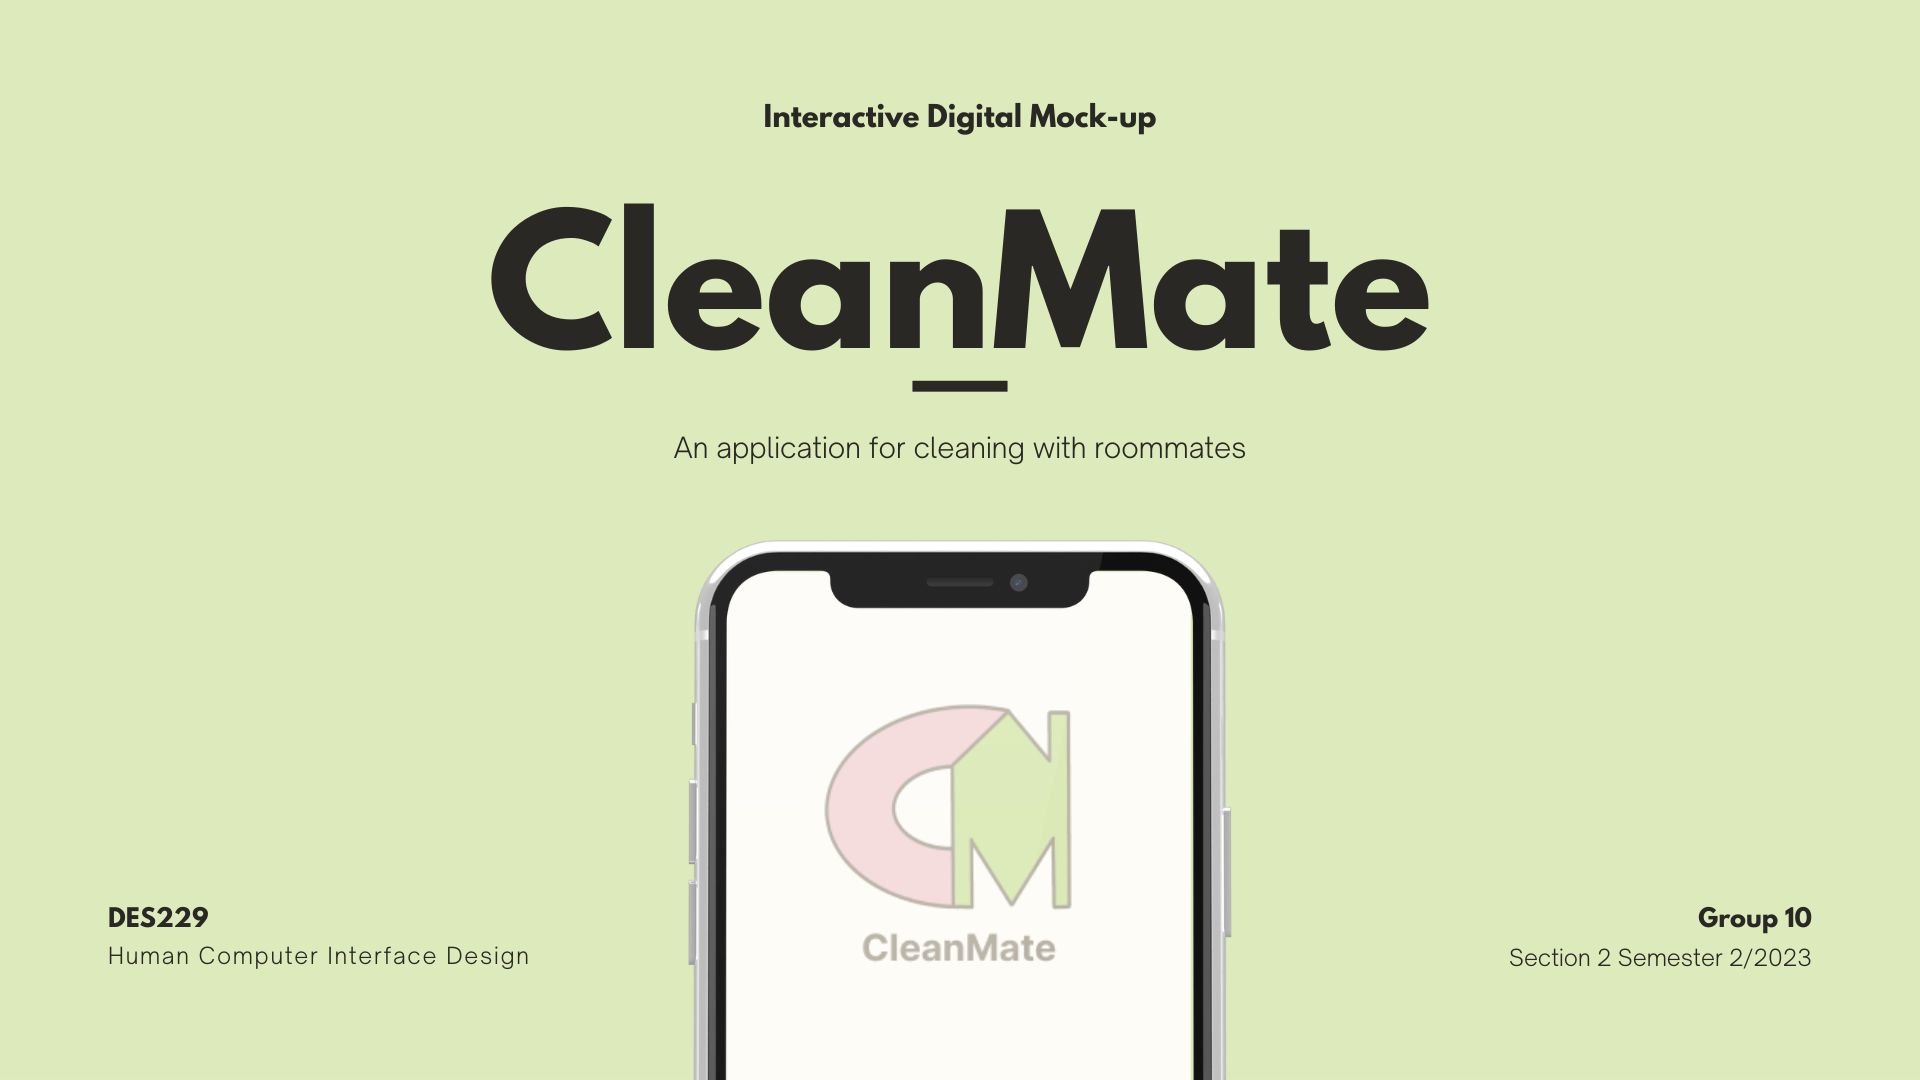 Interactive Digital Mock-up
CleanMate
An application for cleaning with roommates
CleanMate
DES229
Human Computer Interface Design
Group 10
Section 2 Semester 2/2023